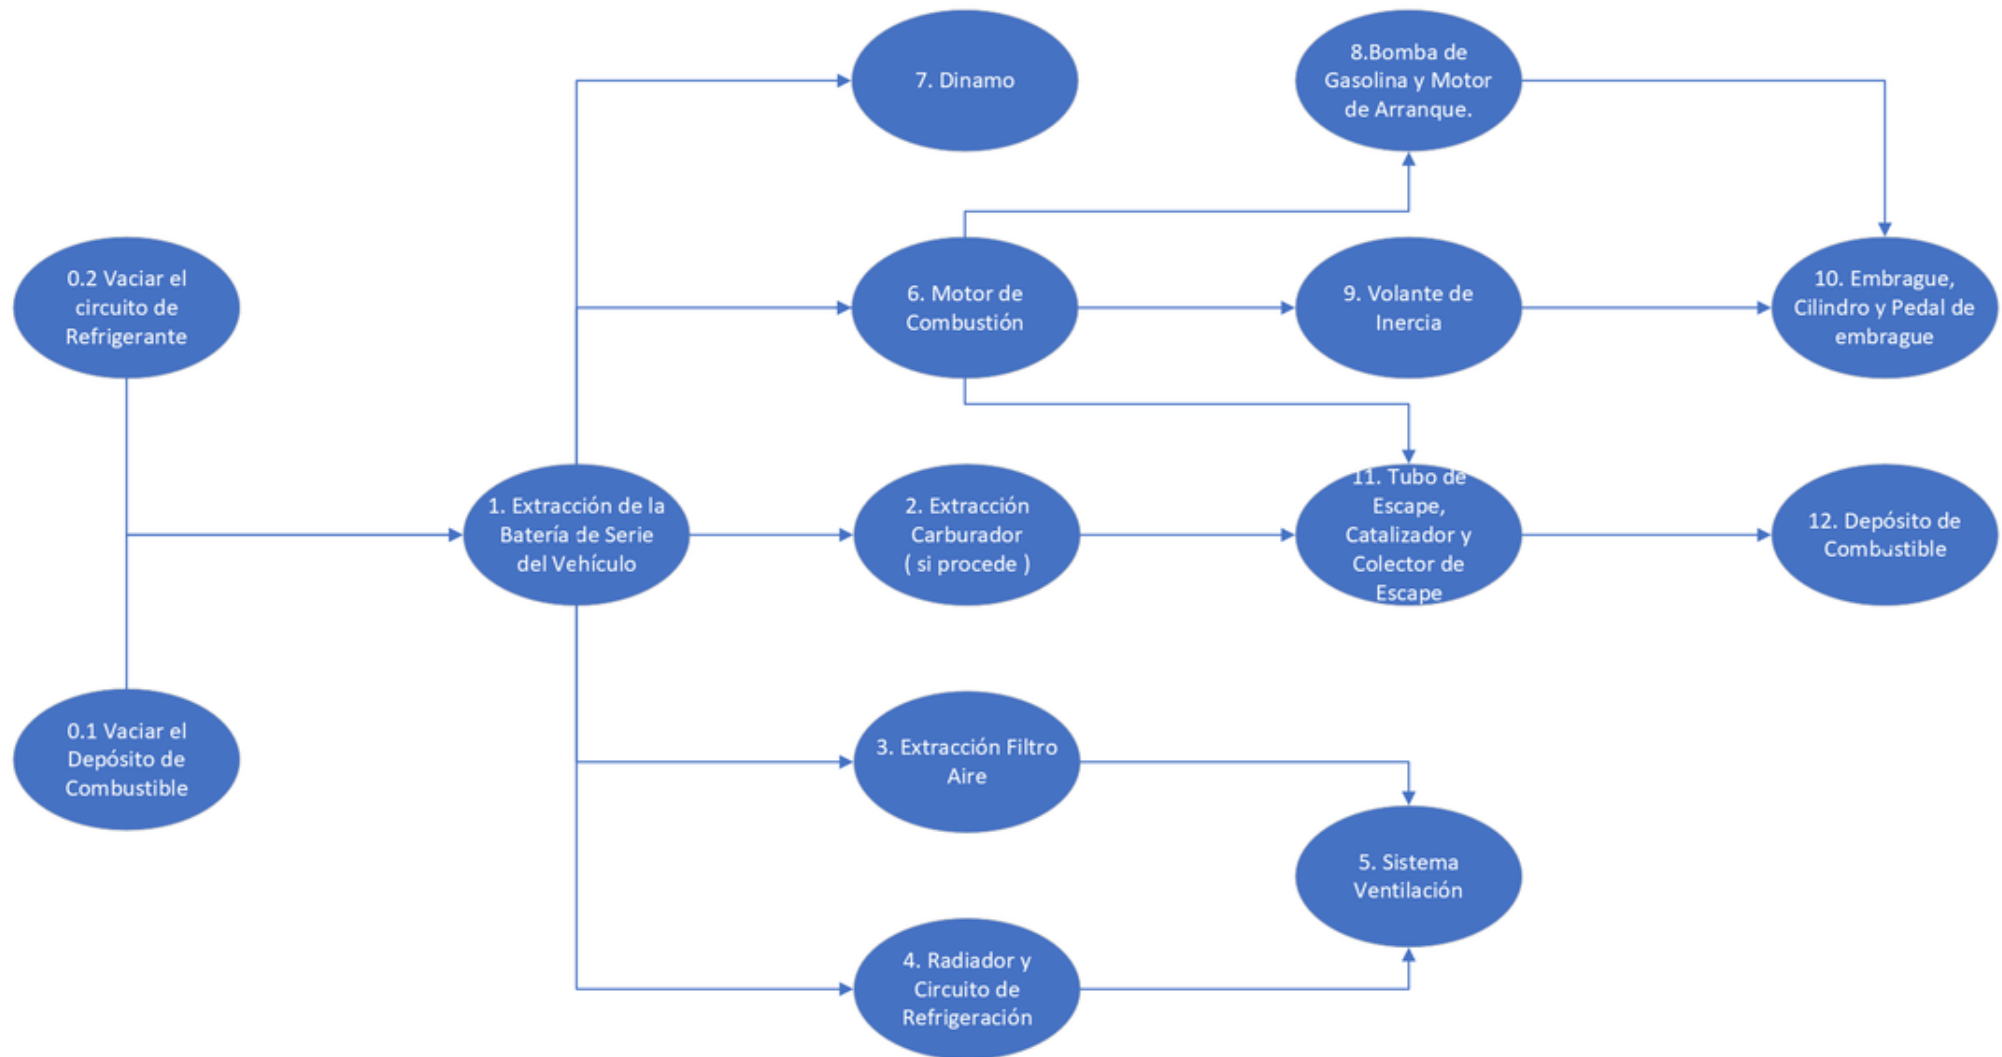 7. Dinamo
8.Bomba de
Gasolina y Motor
de Arranque.
0.2 Vaciar el
circuito de
Refrigerante
6. Motor de
Combustión
9. Volante de
Inercia
10. Embrague,
Cilindro y Pedal de
embrague
1. Extracción de la
Batería de Serie
del Vehículo
2. Extracción
Carburador
( si procede )
11. Tubo de
Escape,
Catalizador y
Colector de
Escape
12. Depósito de
Combustible
0.1 Vaciar el
Depósito de
Combustible
3. Extracción Filtro
Aire
5. Sistema
Ventilación
4. Radiador y
Circuito de
Refrigeración